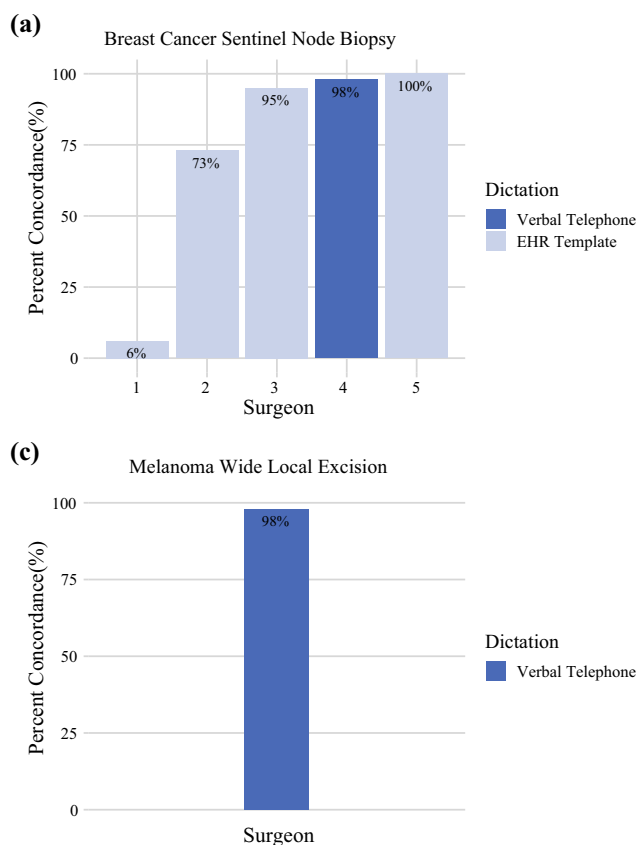 (a)
Breast Cancer Sentinel Node Biopsy
100
75
50
25
0
Percent Concordance(%)
6%
73%
95%
98%
100%
1 2 3 4 5
Surgeon
Dictation
Verbal Telephone
EHR Template
(c)
Melanoma Wide Local Excision
100
75
50
25
0
Percent Concordance(%)
98%
Surgeon
Dictation
Verbal Telephone